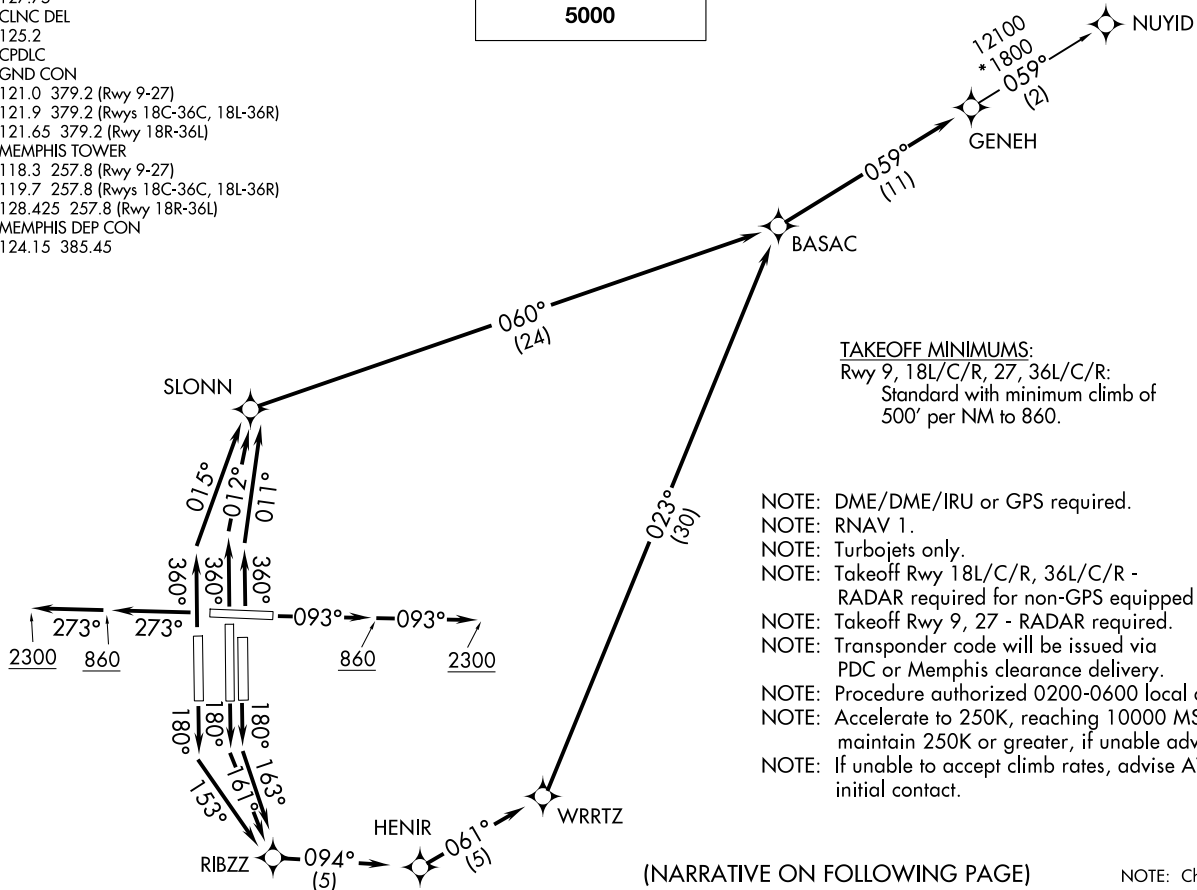 CLNC DEL
125.2
CPDLC
GND CON
121.0 379.2 (Rwy 9-27)
121.9 379.2 (Rwys 18C-36C, 18L-36R)
121.65 379.2 (Rwy 18R-36L)
MEMPHIS TOWER
118.3 257.8 (Rwy 9-27)
119.7 257.8 (Rwys 18C-36C, 18L-36R)
128.425 257.8 (Rwy 18R-36L)
MEMPHIS DEP CON
124.15 385.45
5000
NUYID
12100
*1800
059°
(2)
GENEH
059°
(11)
BASAC
060°
(24)
SLONN
023°
(30)
TAKEOFF MINIMUMS:
Rwy 9, 18L/C/R, 27, 36L/C/R:
Standard with minimum climb of
500' per NM to 860.
015°
012°
011°
360°
360°
360°
273°
273°
093°
093°
2300
860
860
2300
180°
180°
180°
153°
161°
163°
NOTE: DME/DME/IRU or GPS required.
NOTE: RNAV 1.
NOTE: Turbojets only.
NOTE: Takeoff Rwy 18L/C/R, 36L/C/R -
RADAR required for non-GPS equipped
NOTE: Takeoff Rwy 9, 27 - RADAR required.
NOTE: Transponder code will be issued via
PDC or Memphis clearance delivery.
NOTE: Procedure authorized 0200-0600 local
NOTE: Accelerate to 250K, reaching 10000
maintain 250K or greater, if unable
NOTE: If unable to accept climb rates, advise
initial contact.
RIBZZ
094°
(5)
HENIR
061°
(5)
WRRTZ
(NARRATIVE ON FOLLOWING PAGE)
NOTE: